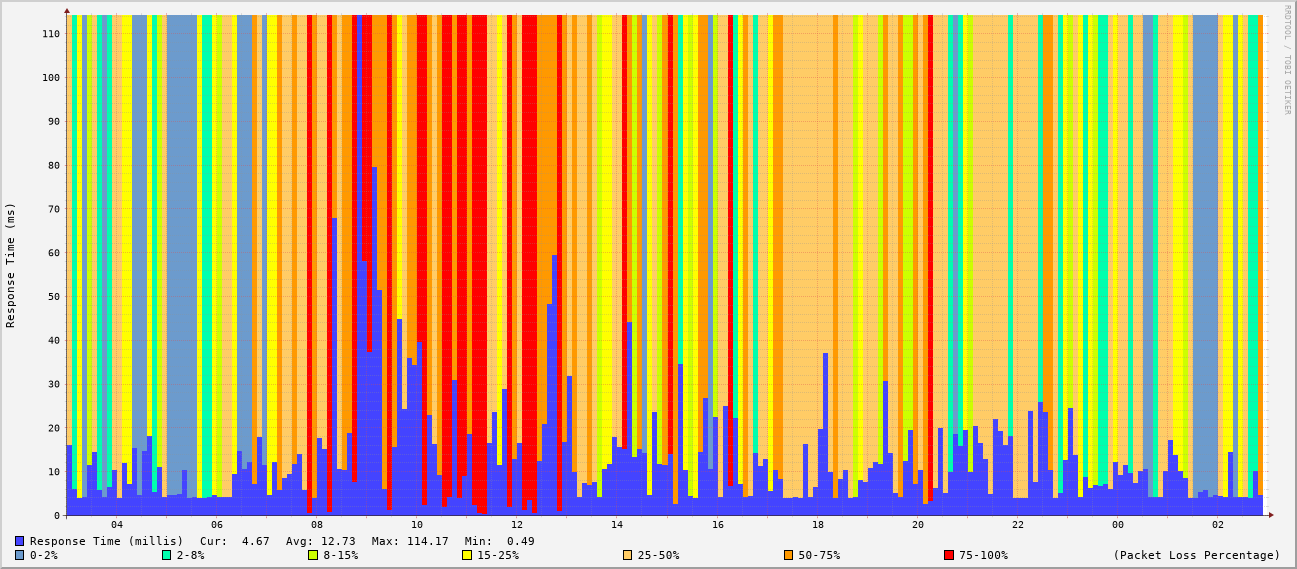 RRDTOOL / TOBI OETIKER
Response Time (ms)
110
100
90
80
70
60
50
40
30
20
10
0
04 06 08 10 12 14 16 18 20 22 00 02
Response Time (millis) Cur: 4.67 Avg: 12.73 Max: 114.17 Min: 0.49
0-2% 2-8% 8-15% 15-25% 25-50% 50-75% 75-100% (Packet Loss Percentage)